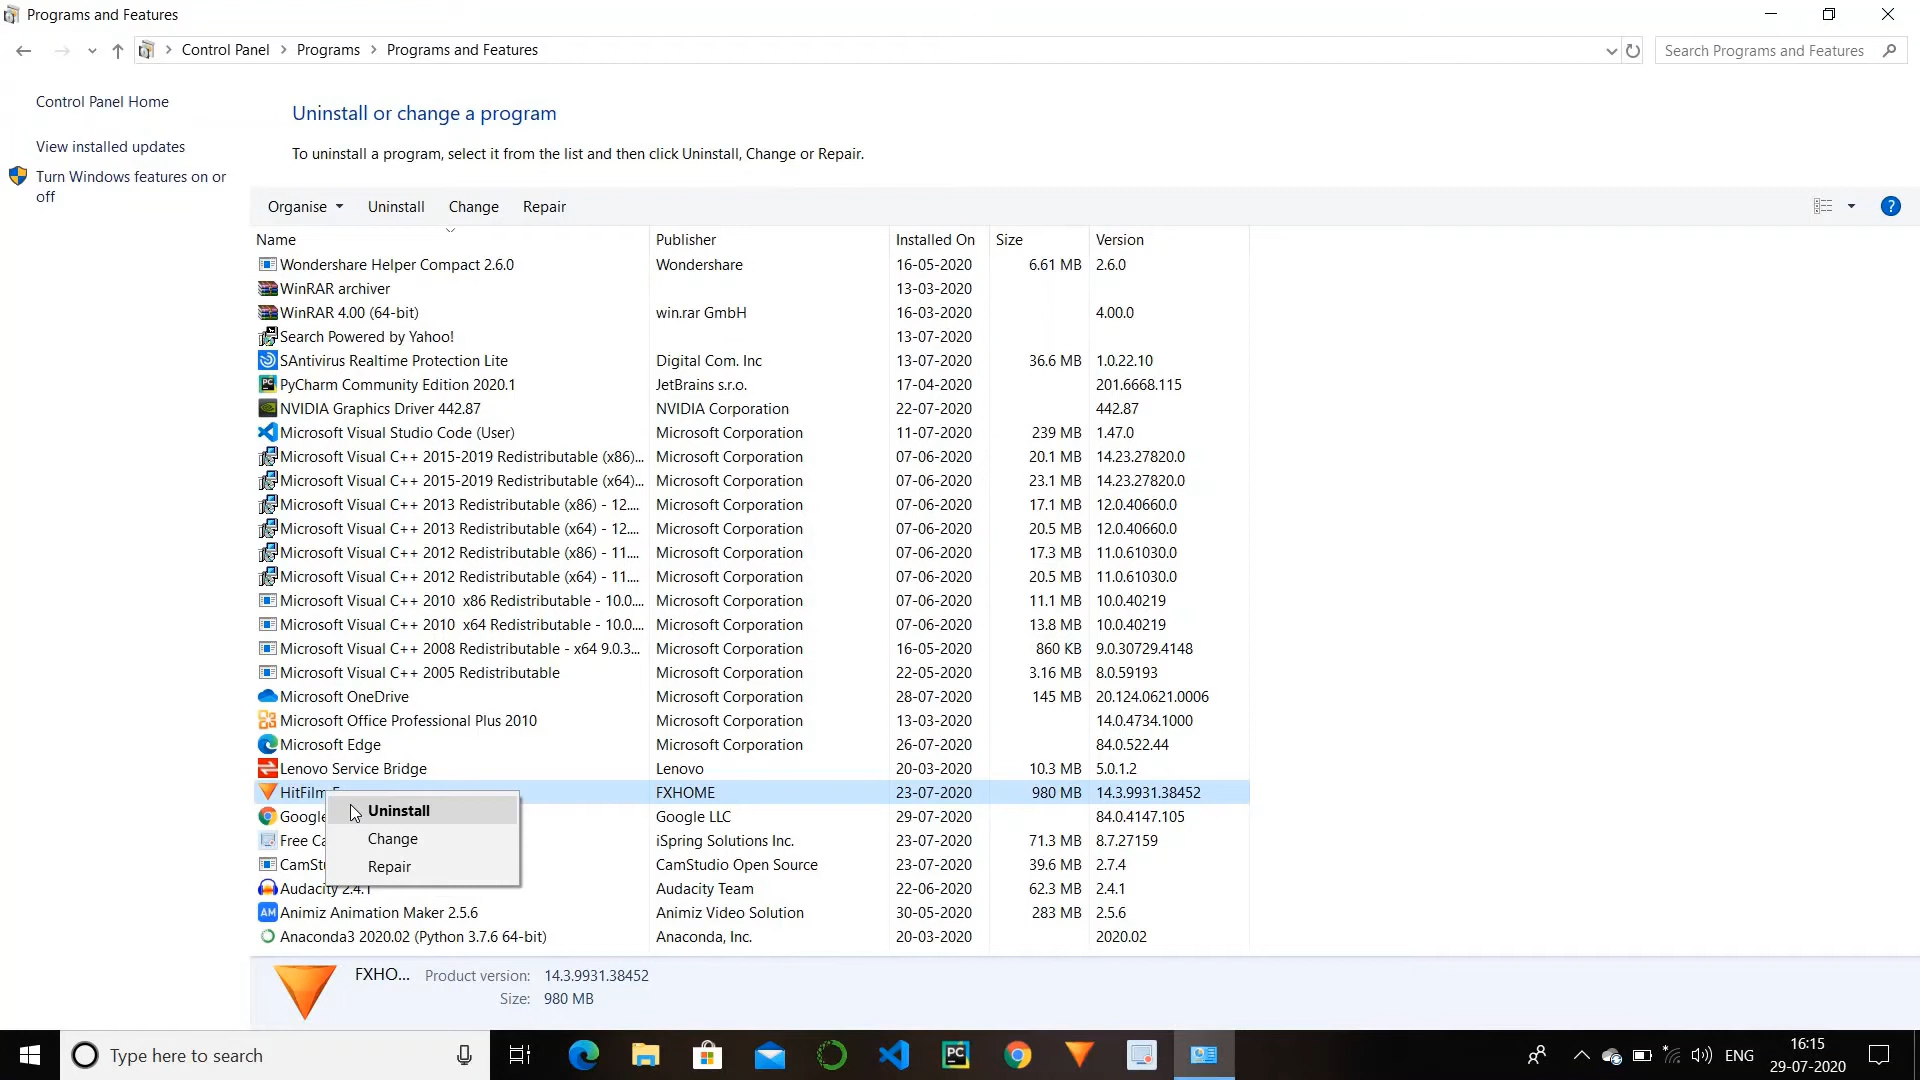 Programs and Features
Control Panel Programs Programs and Features
Search Programs and Features
Control Panel Home
View installed updates
Turn Windows features on or
off
Uninstall or change a program
To uninstall a program, select it from the list and then click Uninstall, Change or Repair.
Organise Uninstall Change Repair
?
Name Publisher Installed On Size Version
Wondershare Helper Compact 2.6.0 Wondershare 16-05-2020 6.61 MB 2.6.0
WinRAR archiver 13-03-2020
WinRAR 4.00 (64-bit) win.rar GmbH 16-03-2020 4.00.0
Search Powered by Yahoo! 13-07-2020
SAntivirus Realtime Protection Lite Digital Com. Inc 13-07-2020 36.6 MB 1.0.22.10
PyCharm Community Edition 2020.1 JetBrains s.r.o. 17-04-2020 201.6668.115
NVIDIA Graphics Driver 442.87 NVIDIA Corporation 22-07-2020 442.87
Microsoft Visual Studio Code (User) Microsoft Corporation 11-07-2020 239 MB 1.47.0
Microsoft Visual C++ 2015-2019 Redistributable (x86)... Microsoft Corporation 07-06-2020 20.1 MB 14.23.27820.0
Microsoft Visual C++ 2015-2019 Redistributable (x64)... Microsoft Corporation 07-06-2020 23.1 MB 14.23.27820.0
Microsoft Visual C++ 2013 Redistributable (x86) - 12.... Microsoft Corporation 07-06-2020 17.1 MB 12.0.40660.0
Microsoft Visual C++ 2013 Redistributable (x64) - 12.... Microsoft Corporation 07-06-2020 20.5 MB 12.0.40660.0
Microsoft Visual C++ 2012 Redistributable (x86) - 11.... Microsoft Corporation 07-06-2020 17.3 MB 11.0.61030.0
Microsoft Visual C++ 2012 Redistributable (x64) - 11.... Microsoft Corporation 07-06-2020 20.5 MB 11.0.61030.0
Microsoft Visual C++ 2010 x86 Redistributable - 10.0.... Microsoft Corporation 07-06-2020 11.1 MB 10.0.40219
Microsoft Visual C++ 2010 x64 Redistributable - 10.0.... Microsoft Corporation 07-06-2020 13.8 MB 10.0.40219
Microsoft Visual C++ 2008 Redistributable - x64 9.0.3... Microsoft Corporation 16-05-2020 860 KB 9.0.30729.4148
Microsoft Visual C++ 2005 Redistributable Microsoft Corporation 22-05-2020 3.16 MB 8.0.59193
Microsoft OneDrive Microsoft Corporation 28-07-2020 145 MB 20.124.0621.0006
Microsoft Office Professional Plus 2010 Microsoft Corporation 13-03-2020 14.0.4734.1000
Microsoft Edge Microsoft Corporation 26-07-2020 84.0.522.44
Lenovo Service Bridge Lenovo 20-03-2020 10.3 MB 5.0.1.2
HitFilm FXHOME 23-07-2020 980 MB 14.3.9931.38452
Google Google LLC 29-07-2020 84.0.4147.105
Free Ca iSpring Solutions Inc. 23-07-2020 71.3 MB 8.7.27159
CamStu CamStudio Open Source 23-07-2020 39.6 MB 2.7.4
Audacity 2.4.1 Audacity Team 22-06-2020 62.3 MB 2.4.1
Animiz Animation Maker 2.5.6 Animiz Video Solution 30-05-2020 283 MB 2.5.6
Anaconda3 2020.02 (Python 3.7.6 64-bit) Anaconda, Inc. 20-03-2020 2020.02
Uninstall
Change
Repair
FXHO... Product version: 14.3.9931.38452
Size: 980 MB
Type here to search
ENG
16:15
29-07-2020